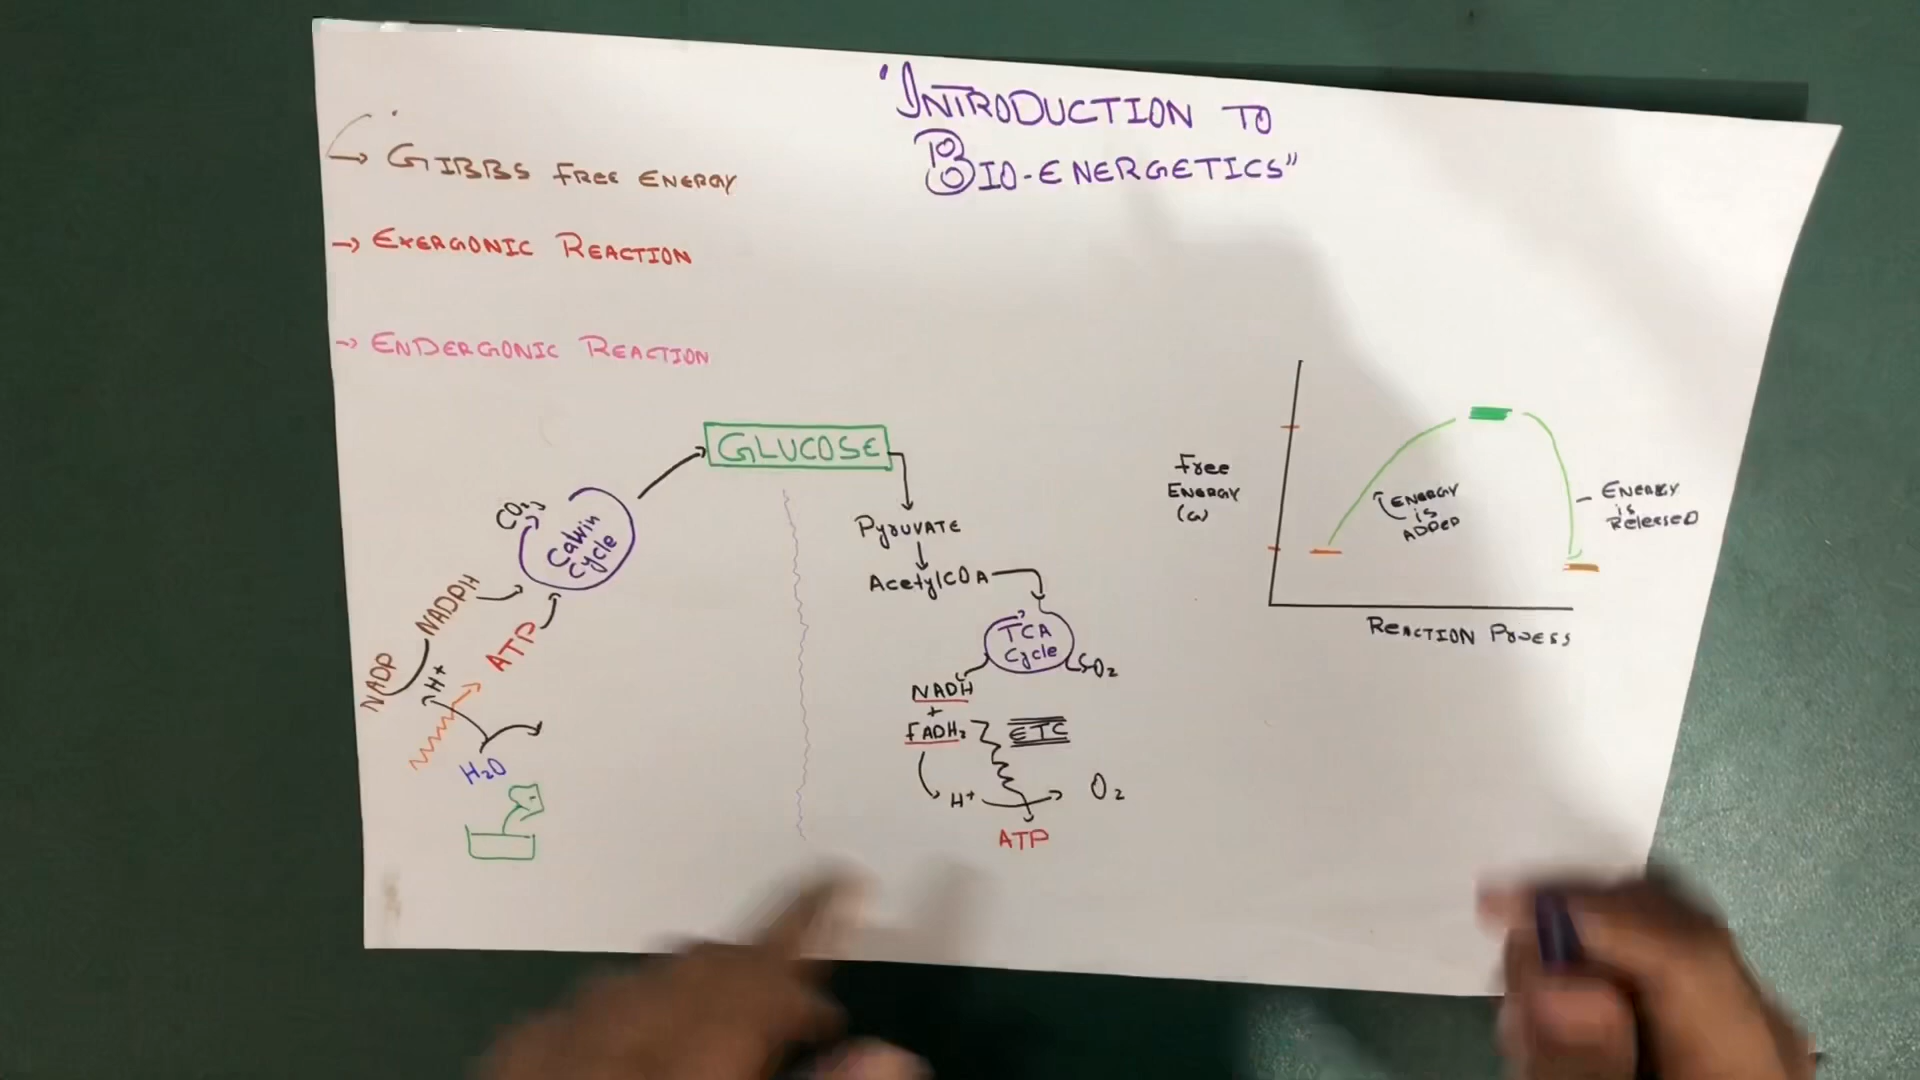 "INTRODUCTION TO
BIO-ENERGETICS"
→ GIBBS FREE ENERGY
→ EXERGONIC REACTION
→ ENDERGONIC REACTION
GLUCOSE
CO2
Calvin
Cycle
NADPH
NADP
H+
ATP
H2O
PYRUVATE
AcetylCOA
TCA
Cycle
CO2
NADH
+
FADH2
ETC
H+
O2
ATP
Free
ENERGY
(G)
ENERGY
is
ADDED
ENERGY
is
Released
REACTION PROESS